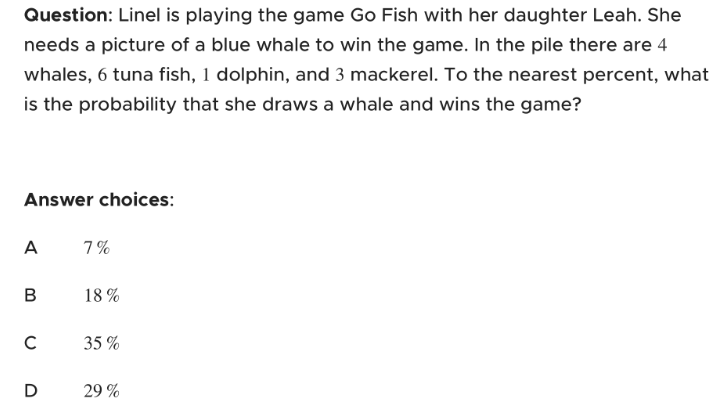 Question: Linel is playing the game Go Fish with her daughter Leah. She
needs a picture of a blue whale to win the game. In the pile there are 4
whales, 6 tuna fish, 1 dolphin, and 3 mackerel. To the nearest percent, what
is the probability that she draws a whale and wins the game?
Answer choices:
A 7%
B 18%
C 35%
D 29%